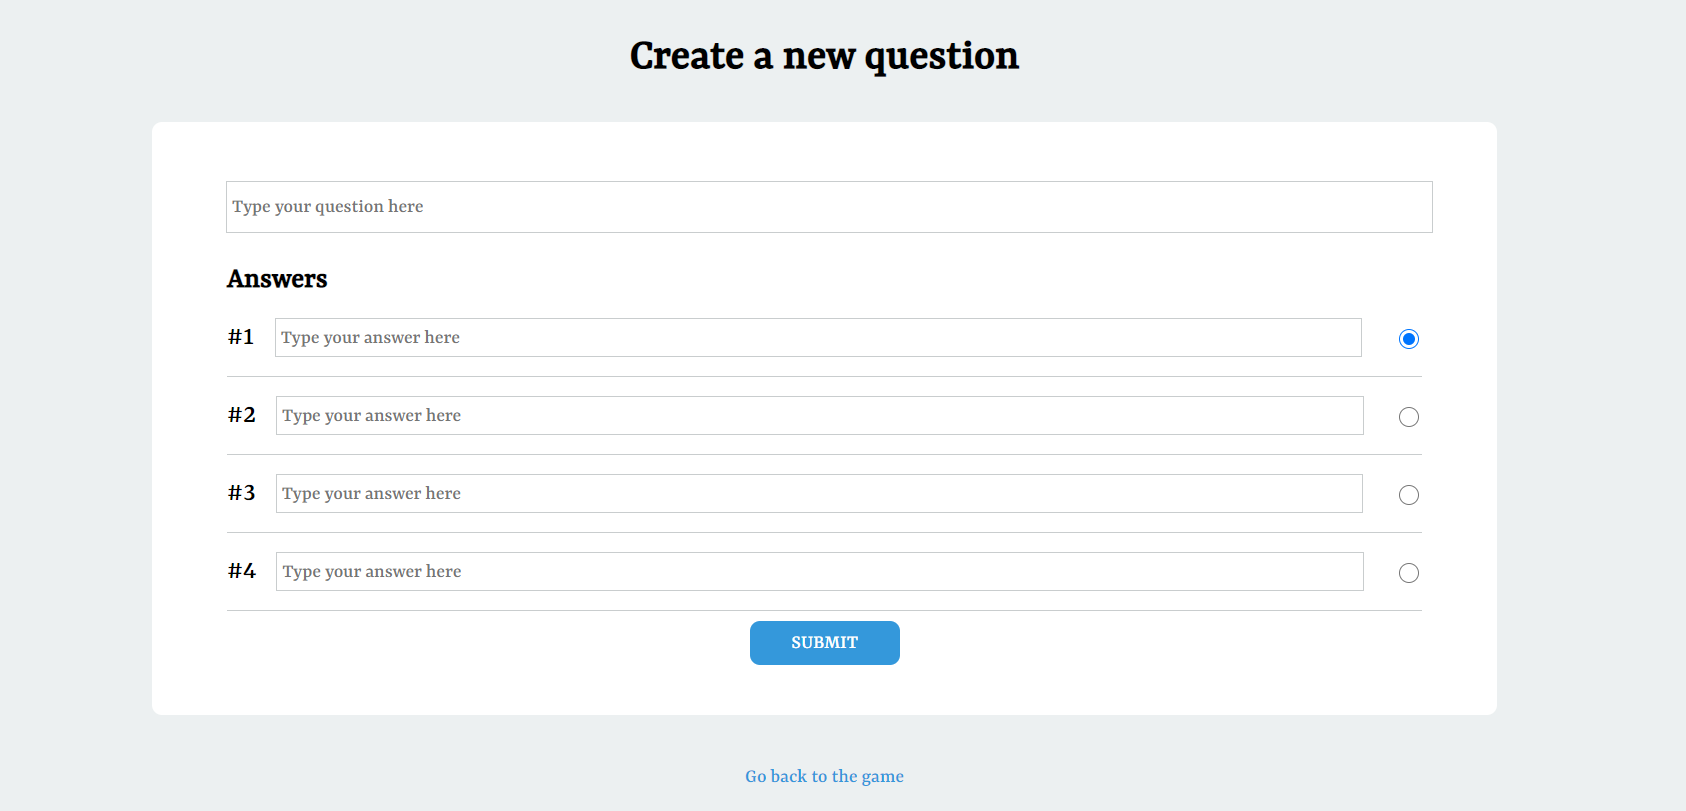 Create a new question
Type your question here
Answers
#1 Type your answer here
#2 Type your answer here
#3 Type your answer here
#4 Type your answer here
SUBMIT
Go back to the game